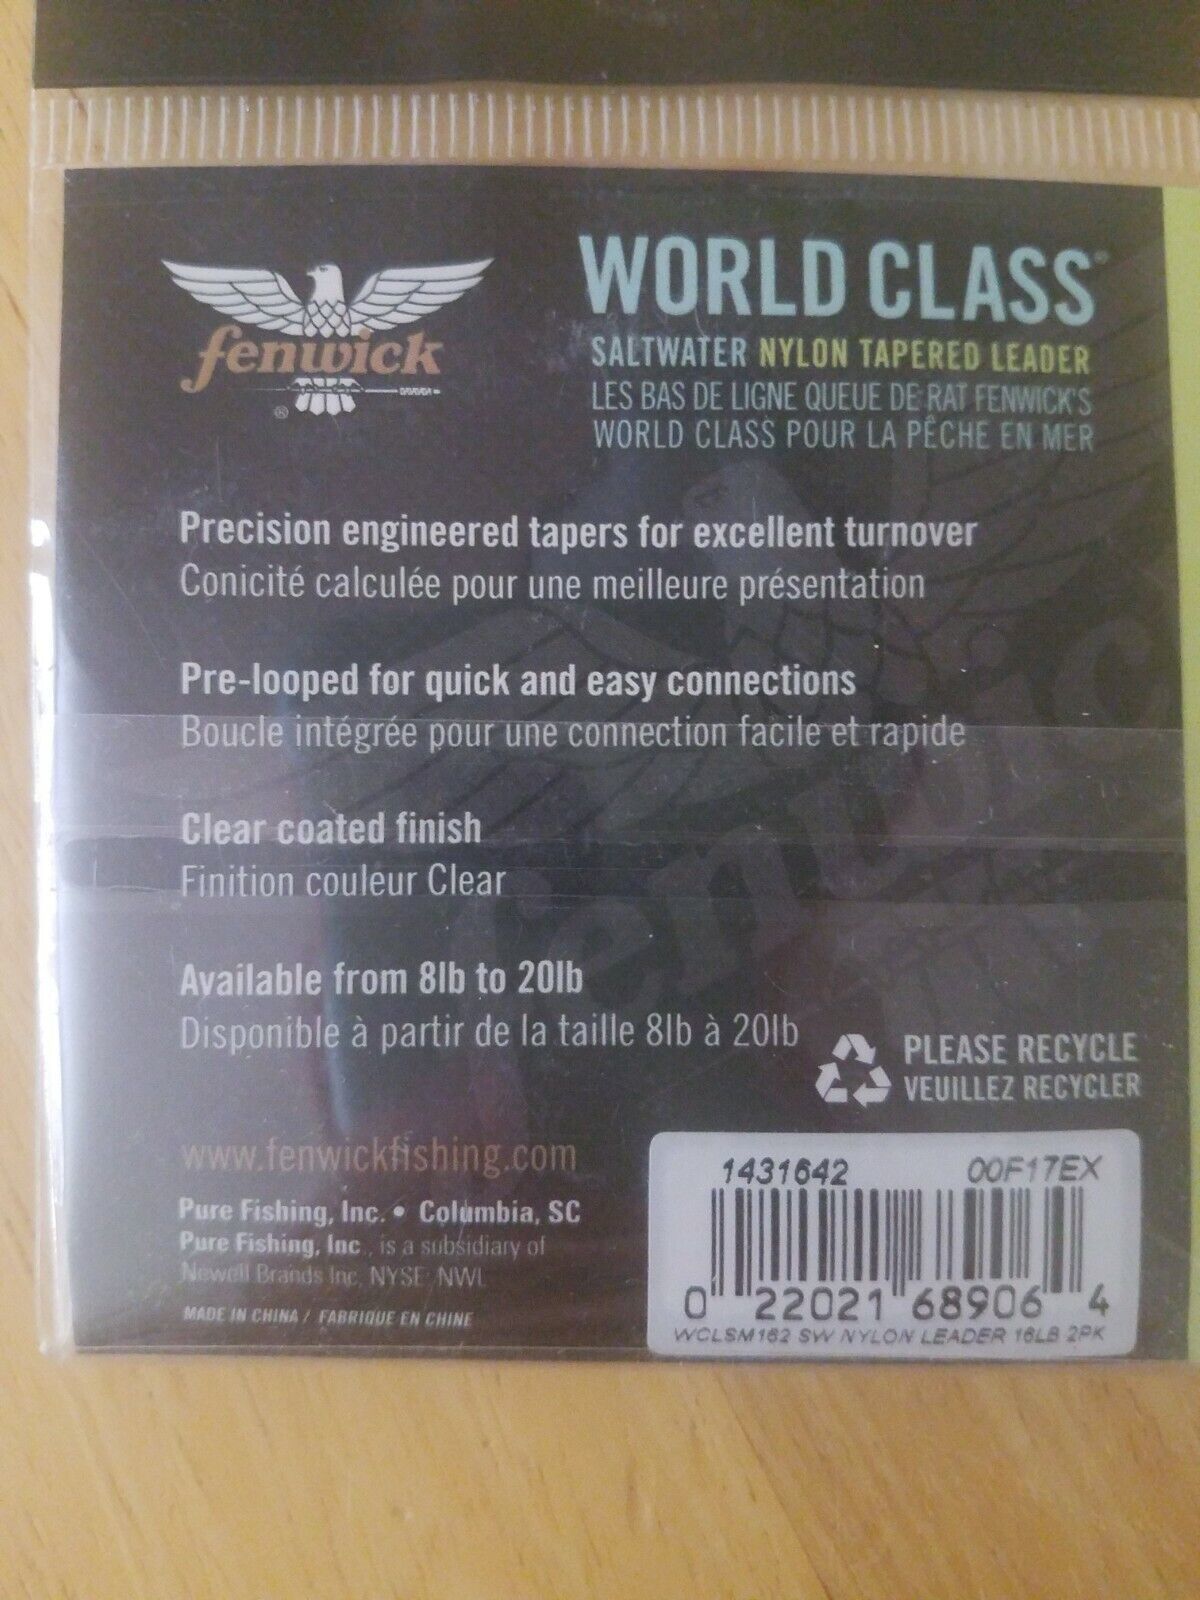 fenwick
®
WORLD CLASS®
SALTWATER NYLON TAPERED LEADER
LES BAS DE LIGNE QUEUE DE RAT FENWICK'S
WORLD CLASS POUR LA PÊCHE EN MER
Precision engineered tapers for excellent turnover
Conicité calculée pour une meilleure présentation
Pre-looped for quick and easy connections
Boucle intégrée pour une connection facile et rapide
Clear coated finish
Finition couleur Clear
Available from 8lb to 20lb
Disponible à partir de la taille 8lb à 20lb
PLEASE RECYCLE
VEUILLEZ RECYCLER
www.fenwickfishing.com
Pure Fishing, Inc. • Columbia, SC
Pure Fishing, Inc., is a subsidiary of
Newell Brands Inc, NYSE: NWL
MADE IN CHINA / FABRIQUE EN CHINE
1431642 00F17EX
0 22021 68906 4
WCLSM162 SW NYLON LEADER 16LB 2PK
fenwick